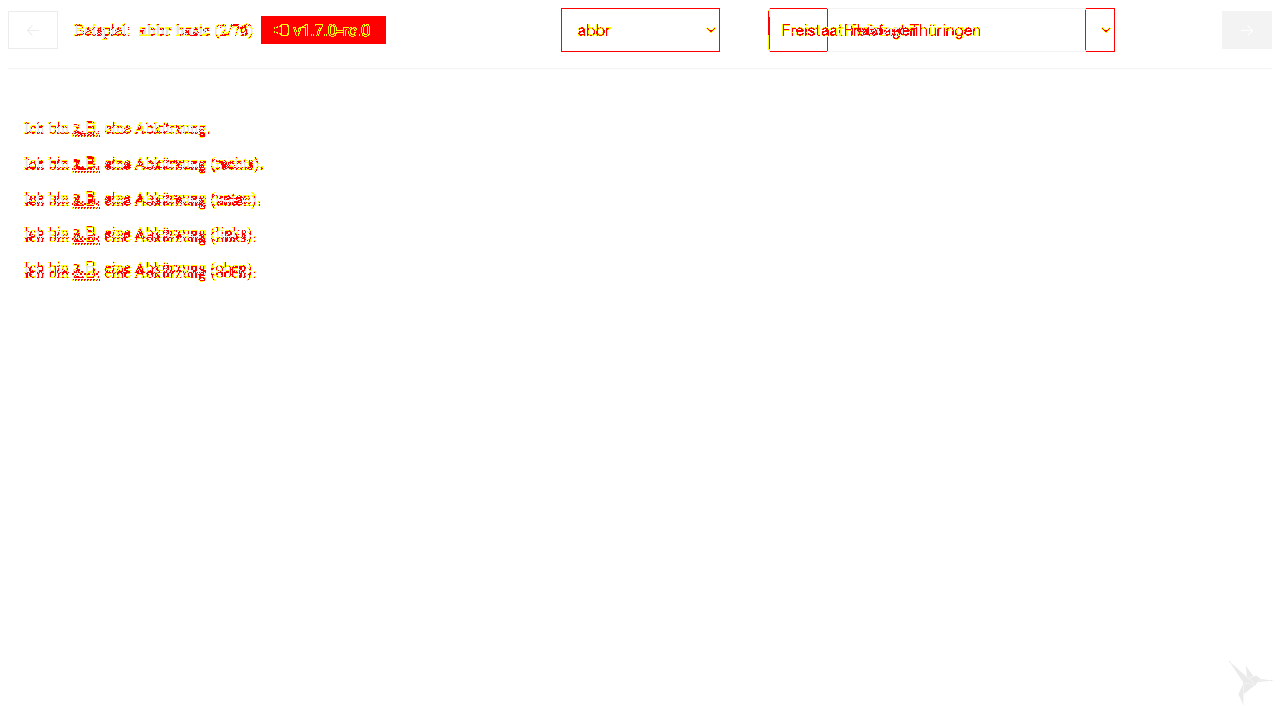 ← Beispiel: abbr basic (2/76) v1.7.0-rc.0 abbr Freistaat Thüringen →
Ich bin z.B. eine Abkürzung.
Ich bin z.B. eine Abkürzung (rechts).
Ich bin z.B. eine Abkürzung (unten).
Ich bin z.B. eine Abkürzung (links).
Ich bin z.B. eine Abkürzung (oben).